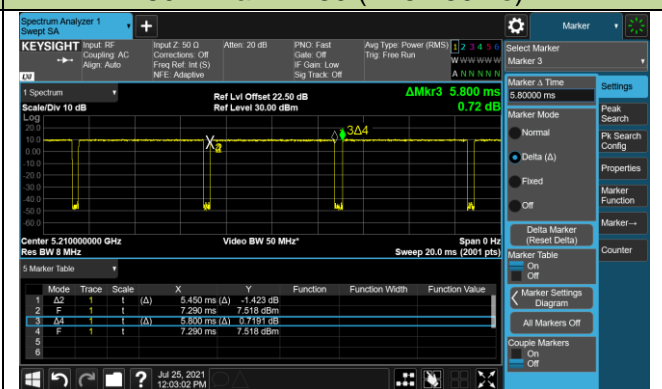 Spectrum Analyzer 1
Swept SA
+
Marker
KEYSIGHT Input: RF
Coupling: AC
Align: Auto
Input Z: 50 Ω
Corrections: Off
Freq Ref: Int (S)
NFE: Adaptive
Atten: 20 dB
PNO: Fast
Gate: Off
IF Gain: Low
Sig Track: Off
Avg Type: Power (RMS)
Trig: Free Run
1 2 3 4 5 6
W W W W W W
A N N N N N
LXI
Select Marker
Marker 3
1 Spectrum
Scale/Div 10 dB
Ref Lvl Offset 22.50 dB
Ref Level 30.00 dBm
ΔMkr3 5.800 ms
0.72 dB
Log
20.0
10.0
0.00
-10.0
-20.0
-30.0
-40.0
-50.0
-60.0
3Δ4
Center 5.210000000 GHz
Res BW 8 MHz
Video BW 50 MHz*
Span 0 Hz
Sweep 20.0 ms (2001 pts)
5 Marker Table
Mode Trace Scale X Y Function Function Width Function Value
1 Δ2 1 t (Δ) 5.450 ms (Δ) -1.423 dB
2 F 1 t 7.290 ms 7.518 dBm
3 Δ4 1 t (Δ) 5.800 ms (Δ) 0.7191 dB
4 F 1 t 7.290 ms 7.518 dBm
5
6
Marker Δ Time
5.80000 ms
Marker Mode
Normal
Delta (Δ)
Fixed
Off
Delta Marker
(Reset Delta)
Marker Table
On
Off
Marker Settings
Diagram
All Markers Off
Couple Markers
On
Off
Settings
Peak
Search
Pk Search
Config
Properties
Marker
Function
Marker→
Counter
?
Jul 25, 2021
12:03:02 PM